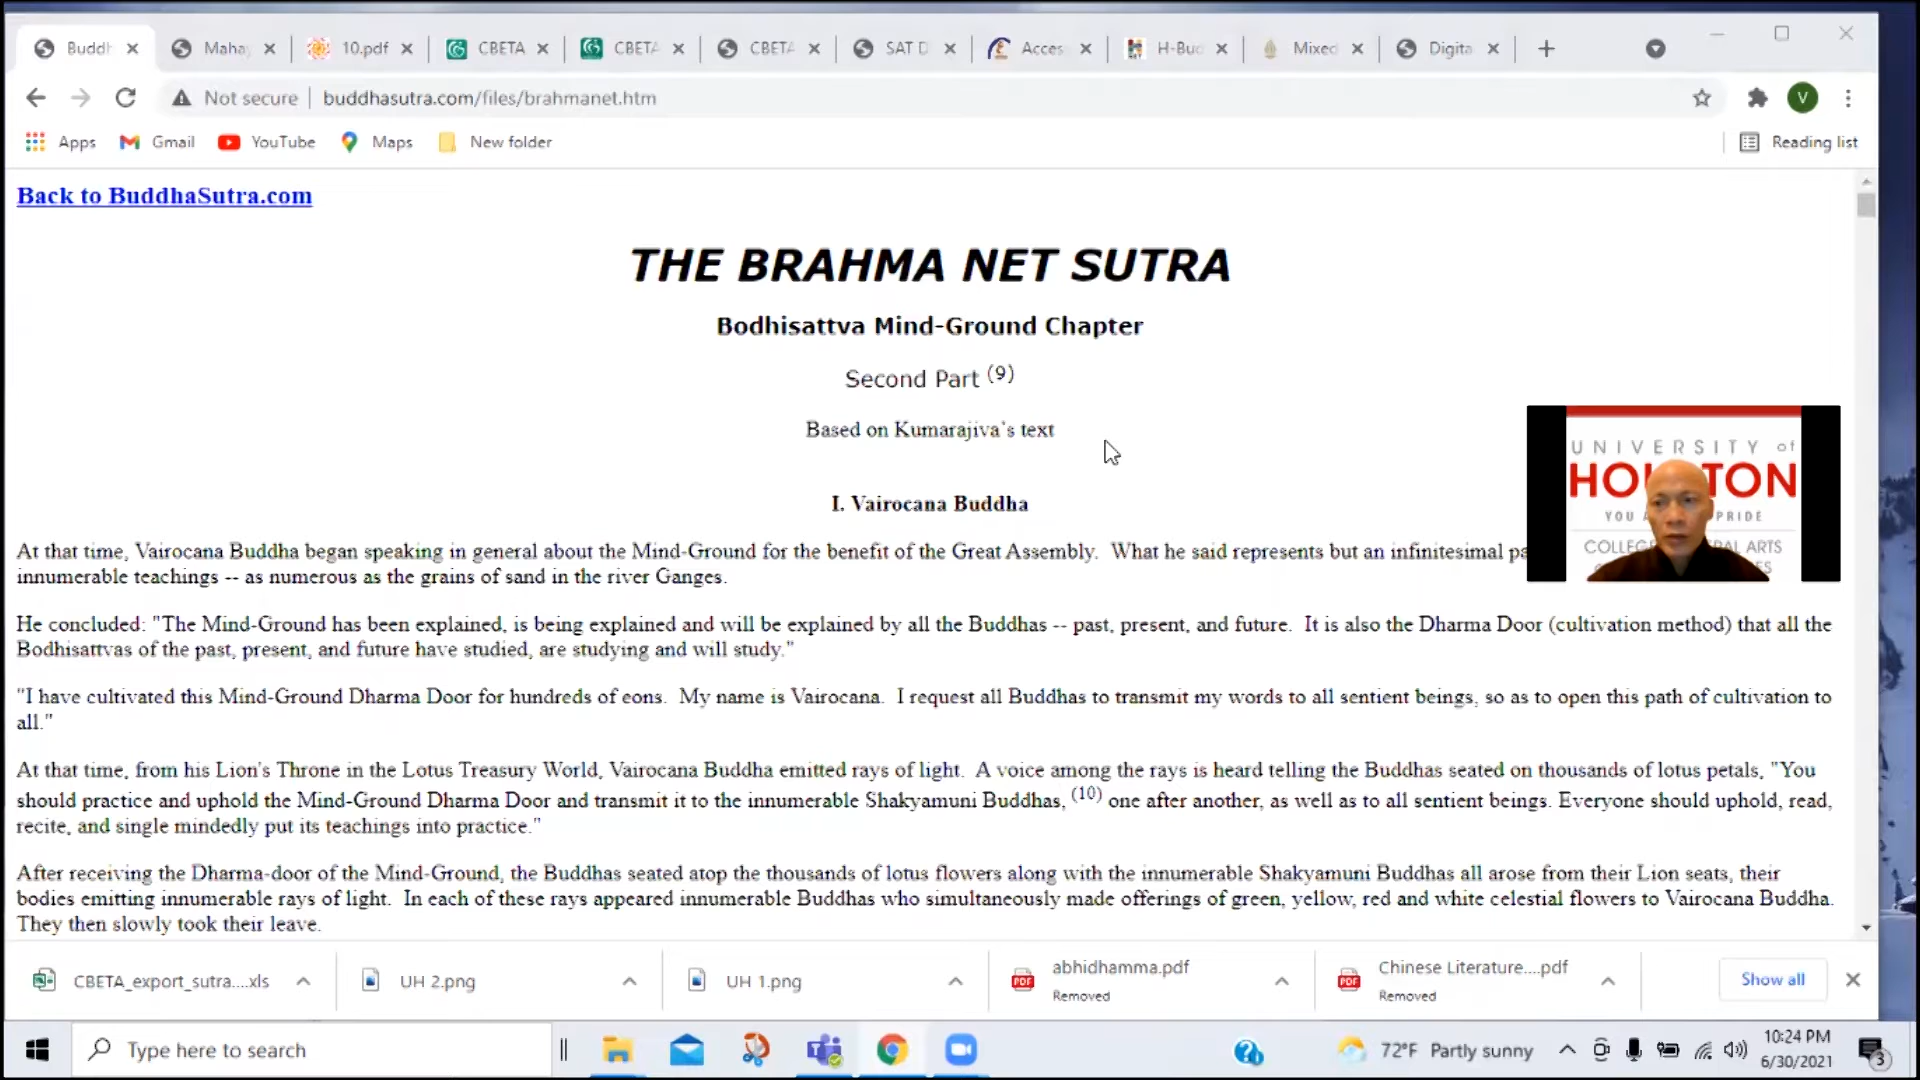 Buddh
Maha
10.pdf
CBETA
CBETA
CBETA
SAT D
Acces
H-Bud
Mixed
Digita
Not secure
buddhasutra.com/files/brahmanet.htm
V
Apps
Gmail
YouTube
Maps
New folder
Reading list
Back to BuddhaSutra.com
THE BRAHMA NET SUTRA
Bodhisattva Mind-Ground Chapter
Second Part (9)
Based on Kumarajiva's text
I. Vairocana Buddha
At that time, Vairocana Buddha began speaking in general about the Mind-Ground for the benefit of the Great Assembly. What he said represents but an infinitesimal
innumerable teachings -- as numerous as the grains of sand in the river Ganges.
He concluded: "The Mind-Ground has been explained, is being explained and will be explained by all the Buddhas -- past, present, and future. It is also the Dharma Door (cultivation method) that all the
Bodhisattvas of the past, present, and future have studied, are studying and will study."
"I have cultivated this Mind-Ground Dharma Door for hundreds of eons. My name is Vairocana. I request all Buddhas to transmit my words to all sentient beings, so as to open this path of cultivation to
all."
At that time, from his Lion's Throne in the Lotus Treasury World, Vairocana Buddha emitted rays of light. A voice among the rays is heard telling the Buddhas seated on thousands of lotus petals, "You
should practice and uphold the Mind-Ground Dharma Door and transmit it to the innumerable Shakyamuni Buddhas, (10) one after another, as well as to all sentient beings. Everyone should uphold, read,
recite, and single mindedly put its teachings into practice."
After receiving the Dharma-door of the Mind-Ground, the Buddhas seated atop the thousands of lotus flowers along with the innumerable Shakyamuni Buddhas all arose from their Lion seats, their
bodies emitting innumerable rays of light. In each of these rays appeared innumerable Buddhas who simultaneously made offerings of green, yellow, red and white celestial flowers to Vairocana Buddha.
They then slowly took their leave.
UNIVERSITY of
HO TON
YOU A PRIDE
COLLEG RAL ARTS
ES
CBETA_export_sutra....xls
UH 2.png
UH 1.png
abhidhamma.pdf
Removed
Chinese Literature....pdf
Removed
Show all
Type here to search
72°F Partly sunny
10:24 PM
6/30/2021
3